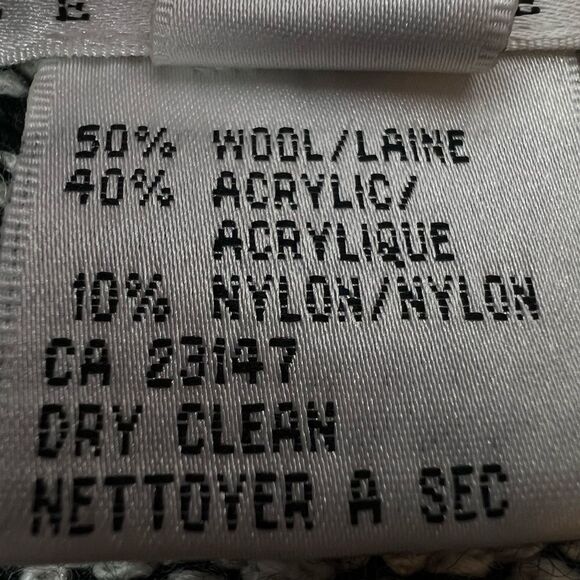 E E
50% WOOL/LAINE
40% ACRYLIC/
ACRYLIQUE
10% NYLON/NYLON
CA 23147
DRY CLEAN
NETTOYER A SEC